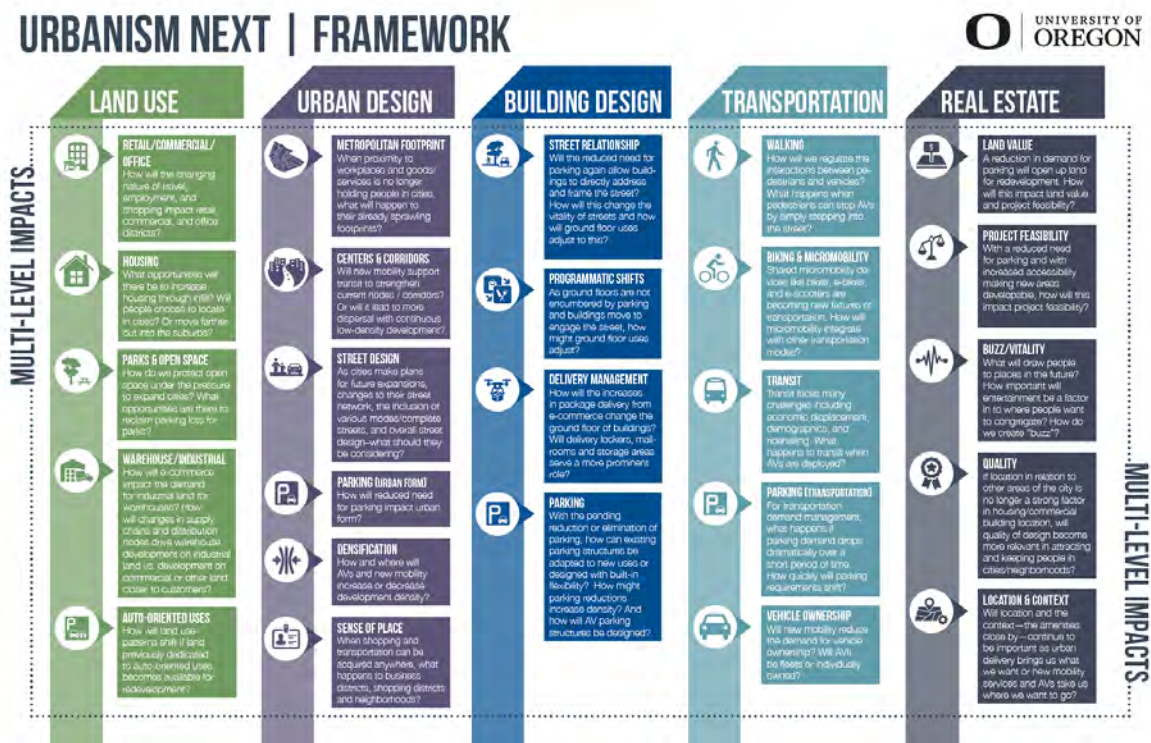 URBANISM NEXT | FRAMEWORK
UNIVERSITY OF
OREGON
MULTI-LEVEL IMPACTS
LAND USE
RETAIL/COMMERCIAL/
OFFICE
How will the changing
nature of travel,
employment, and
shopping impact retail,
commercial, and office
districts?
HOUSING
What opportunities will
there be to increase
housing through infill? Will
people choose to locate
in cities? Or move farther
out into the suburbs?
PARKS & OPEN SPACE
How do we protect open
space under the pressure
to expand cities? What
opportunities are there to
reclaim parking loss for
parks?
WAREHOUSE/INDUSTRIAL
How will e-commerce
impact the demand
for industrial land for
warehouses? How
will changes in supply
chains and distribution
nodes drive warehouse
development on industrial
land vs. development on
commercial or other land
closer to customers?
AUTO-ORIENTED USES
How will land use
patterns shift if land
previously dedicated
to auto-oriented uses
becomes available for
redevelopment?
URBAN DESIGN
METROPOLITAN FOOTPRINT
When proximity to
workplaces and goods/
services is no longer
holding people in cities,
what will happen to
their already sprawling
footprints?
CENTERS & CORRIDORS
Will new mobility support
transit to strengthen
current nodes / corridors?
Or will it lead to more
dispersal with continuous
low-density development?
STREET DESIGN
As cities make plans
for future expansions,
changes to their street
network, the inclusion of
various modes/complete
streets, and overall street
design–what should they
be considering?
PARKING (URBAN FORM)
How will reduced need
for parking impact urban
form?
DENSIFICATION
How and where will
AVs and new mobility
increase or decrease
development density?
SENSE OF PLACE
When shopping and
transportation can be
acquired anywhere, what
happens to business
districts, shopping districts
and neighborhoods?
BUILDING DESIGN
STREET RELATIONSHIP
Will the reduced need for
parking again allow build-
ings to directly address
and frame the street?
How will this change the
vitality of streets and how
will ground floor uses
adjust to this?
PROGRAMMATIC SHIFTS
As ground floors are not
encumbered by parking
and buildings move to
engage the street, how
might ground floor uses
adjust?
DELIVERY MANAGEMENT
How will the increases
in package delivery from
e-commerce change the
ground floor of buildings?
Will delivery lockers, mail-
rooms and storage areas
serve a more prominent
role?
PARKING
With the pending
reduction or elimination of
parking, how can existing
parking structures be
adapted to new uses or
designed with built-in
flexibility? How might
parking reductions
increase density? And
how will AV parking
structures be designed?
TRANSPORTATION
WALKING
How will we regulate the
interactions between pe-
destrians and vehicles?
What happens when
pedestrians can stop AVs
by simply stepping into
the street?
BIKING & MICROMOBILITY
Shared micromobility de-
vices like bikes, e-bikes,
and e-scooters are
becoming new fixtures of
transportation. How will
micromobility integrate
with other transportation
modes?
TRANSIT
Transit faces many
challenges including
economic displacement,
demographics, and
ridehailing. What
happens to transit when
AVs are deployed?
PARKING (TRANSPORTATION)
For transportation
demand management,
what happens if
parking demand drops
dramatically over a
short period of time.
How quickly will parking
requirements shift?
VEHICLE OWNERSHIP
Will new mobility reduce
the demand for vehicle
ownership? Will AVs
be fleets or individually
owned?
REAL ESTATE
LAND VALUE
A reduction in demand for
parking will open up land
for redevelopment. How
will this impact land value
and project feasibility?
PROJECT FEASIBILITY
With a reduced need
for parking and with
increased accessibility
making new areas
developable, how will this
impact project feasibility?
BUZZ/VITALITY
What will draw people
to places in the future?
How important will
entertainment be a factor
in to where people want
to congregate? How do
we create "buzz"?
QUALITY
If location in relation to
other areas of the city is
no longer a strong factor
in housing/commercial
building location, will
quality of design become
more relevant in attracting
and keeping people in
cities/neighborhoods?
LOCATION & CONTEXT
Will location and the
context—the amenities
close by—continue to
be important as urban
delivery brings us what
we want or new mobility
services and AVs take us
where we want to go?
MULTI-LEVEL IMPACTS